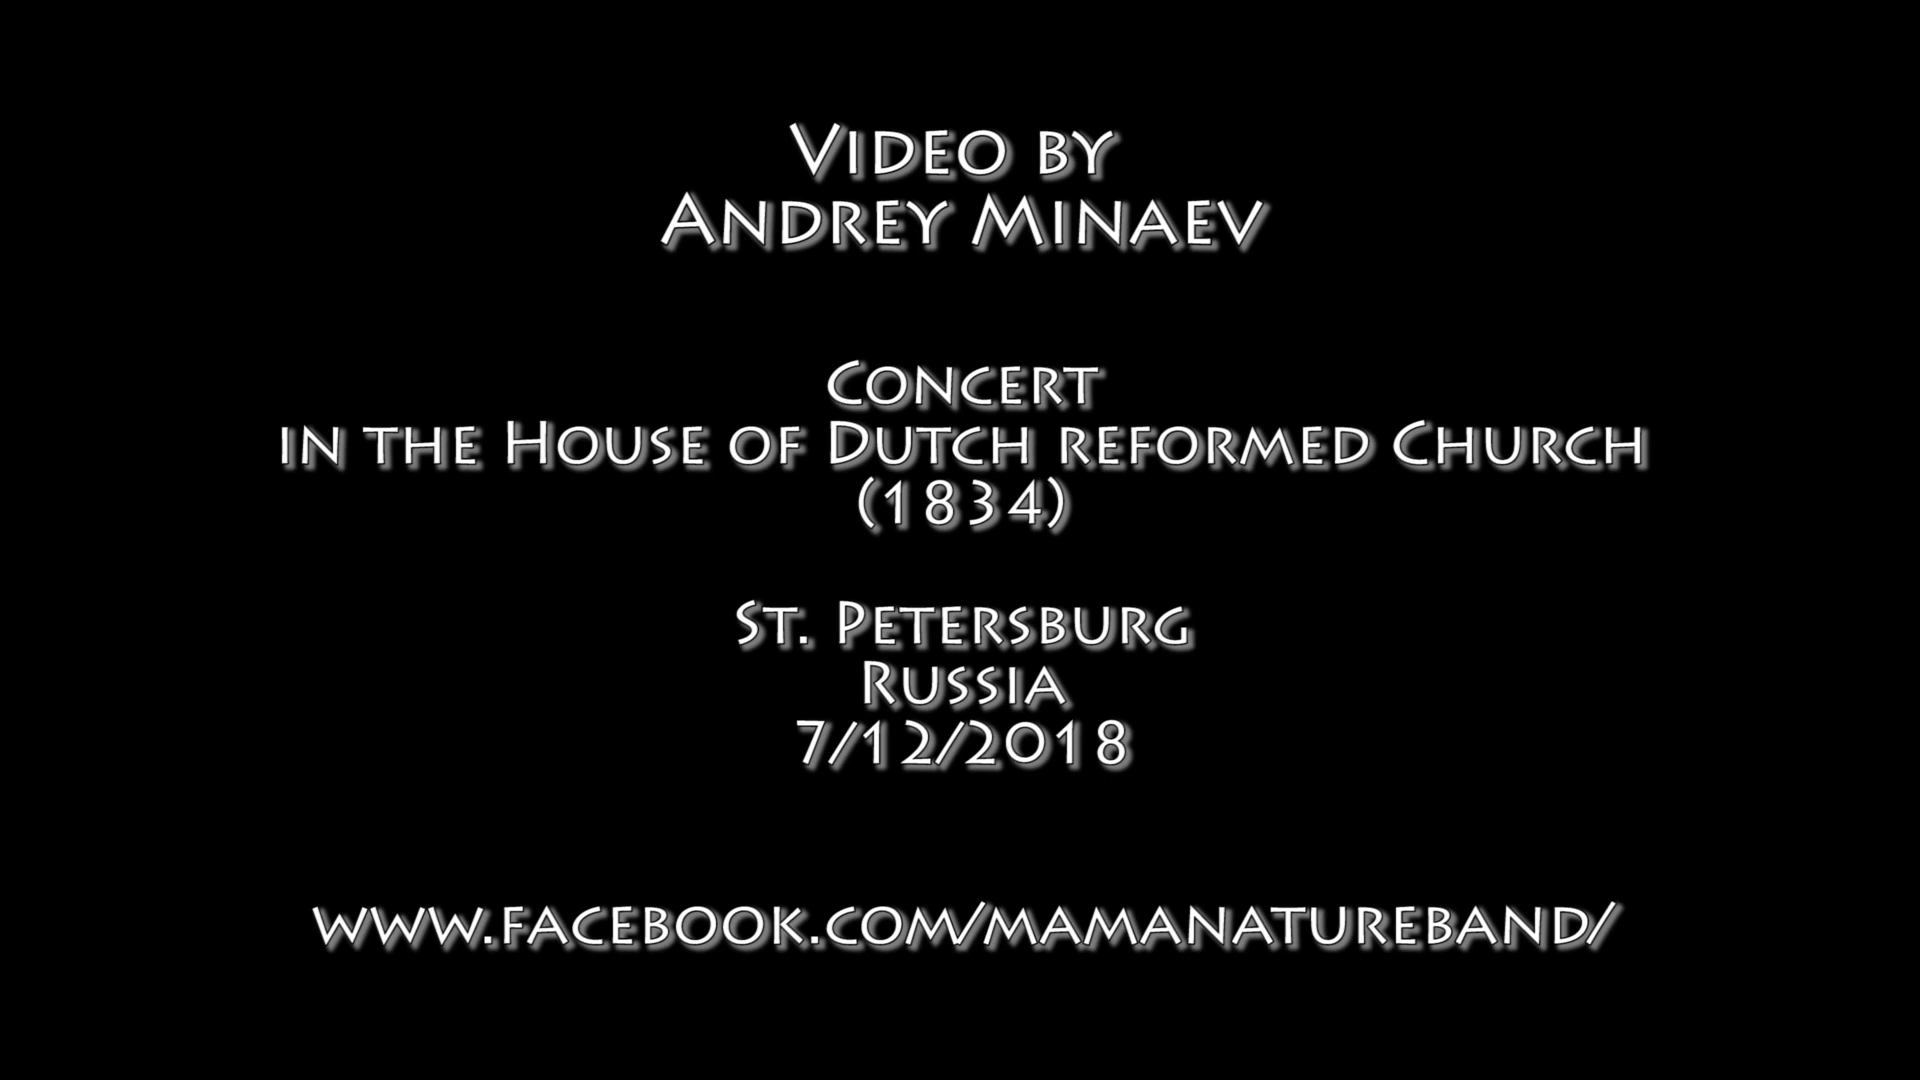 Video by
Andrey Minaev
Concert
in the House of Dutch reformed Church
(1834)
St. Petersburg
Russia
7/12/2018
www.facebook.com/mamanatureband/